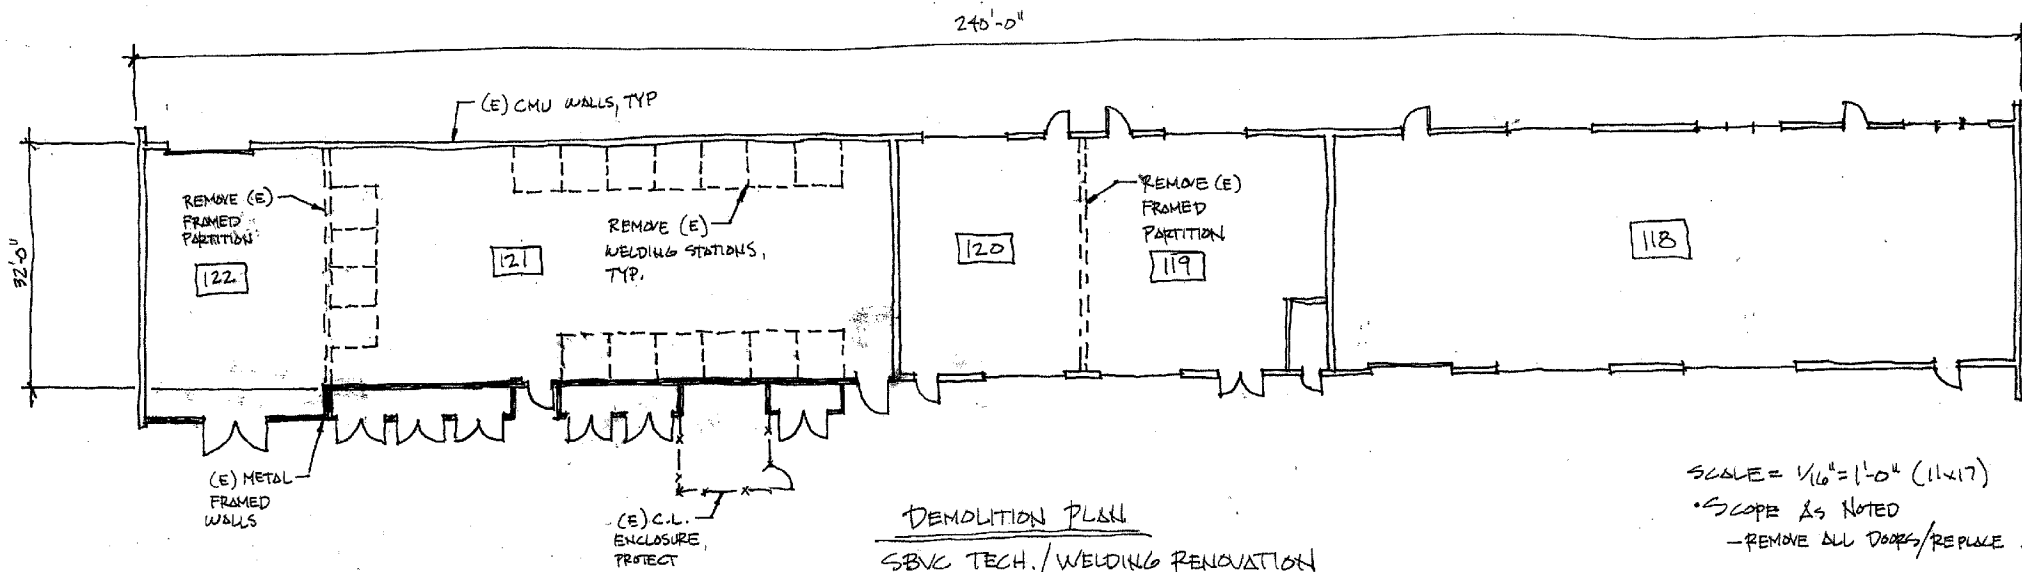 240'-0"
(E) CMU WALLS, TYP
32'-0"
REMOVE (E)
FRAMED
PARTITION
122
121
REMOVE (E)
WELDING STATIONS,
TYP.
120
REMOVE (E)
FRAMED
PARTITION
119
118
(E) METAL
FRAMED
WALLS
(E) C.L.
ENCLOSURE,
PROTECT
DEMOLITION PLAN
SBVC TECH./WELDING RENOVATION
SCALE = 1/16" = 1'-0" (11x17)
•SCOPE AS NOTED
-REMOVE ALL DOORS/REPLACE